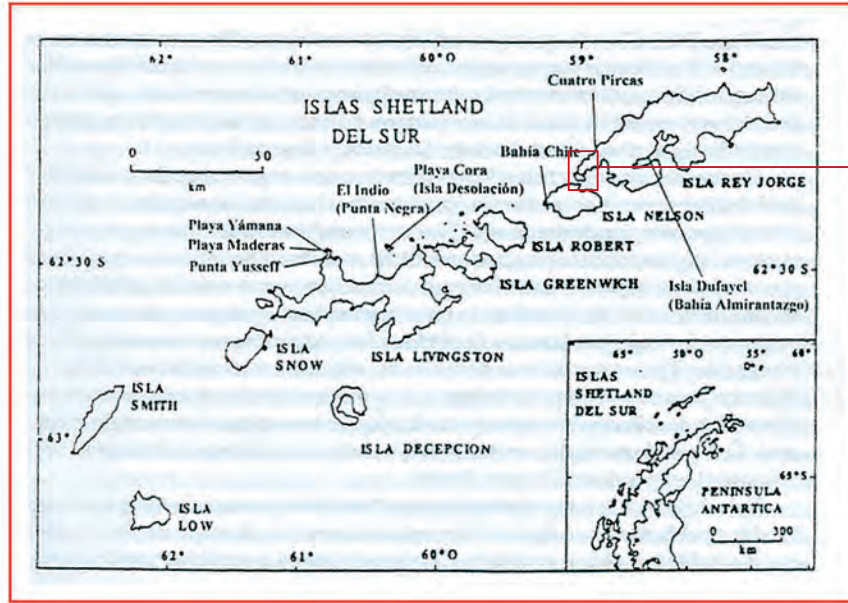 62° 61° 60° O 59° 58°
Cuatro Pircas
ISLAS SHETLAND
DEL SUR
0 50
km
Bahía Chile
Playa Cora
(Isla Desolación)
El Indio
(Punta Negra)
ISLA REY JORGE
ISLA NELSON
Playa Yámana
Playa Maderas
Punta Yusseff
ISLA ROBERT
62° 30 S
62° 30 S
ISLA GREENWICH
Isla Dufayel
(Bahía Almirantazgo)
ISLA
SNOW
ISLA LIVINGSTON
ISLA
SMITH
ISLA DECEPCION
63°
ISLA
LOW
62° 61° 60° O
ISLAS
SHETLAND
DEL SUR
65°S
PENINSULA
ANTARTICA
0 300
km